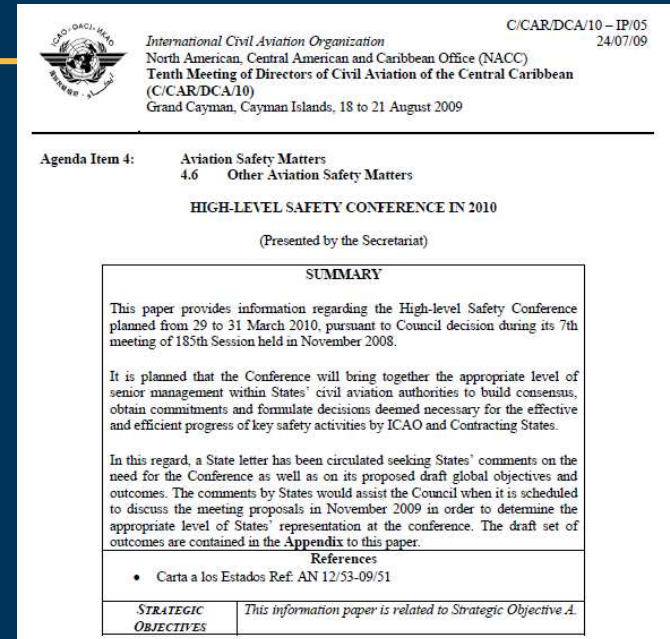 ICAO · OACI · ИКАО
C/CAR/DCA/10 – IP/05
International Civil Aviation Organization 24/07/09
North American, Central American and Caribbean Office (NACC)
Tenth Meeting of Directors of Civil Aviation of the Central Caribbean
(C/CAR/DCA/10)
Grand Cayman, Cayman Islands, 18 to 21 August 2009
Agenda Item 4: Aviation Safety Matters
4.6 Other Aviation Safety Matters
HIGH-LEVEL SAFETY CONFERENCE IN 2010
(Presented by the Secretariat)
SUMMARY
This paper provides information regarding the High-level Safety Conference
planned from 29 to 31 March 2010, pursuant to Council decision during its 7th
meeting of 185th Session held in November 2008.
It is planned that the Conference will bring together the appropriate level of
senior management within States' civil aviation authorities to build consensus,
obtain commitments and formulate decisions deemed necessary for the effective
and efficient progress of key safety activities by ICAO and Contracting States.
In this regard, a State letter has been circulated seeking States' comments on the
need for the Conference as well as on its proposed draft global objectives and
outcomes. The comments by States would assist the Council when it is scheduled
to discuss the meeting proposals in November 2009 in order to determine the
appropriate level of States' representation at the conference. The draft set of
outcomes are contained in the Appendix to this paper.
References
• Carta a los Estados Ref: AN 12/53-09/51
STRATEGIC This information paper is related to Strategic Objective A.
OBJECTIVES